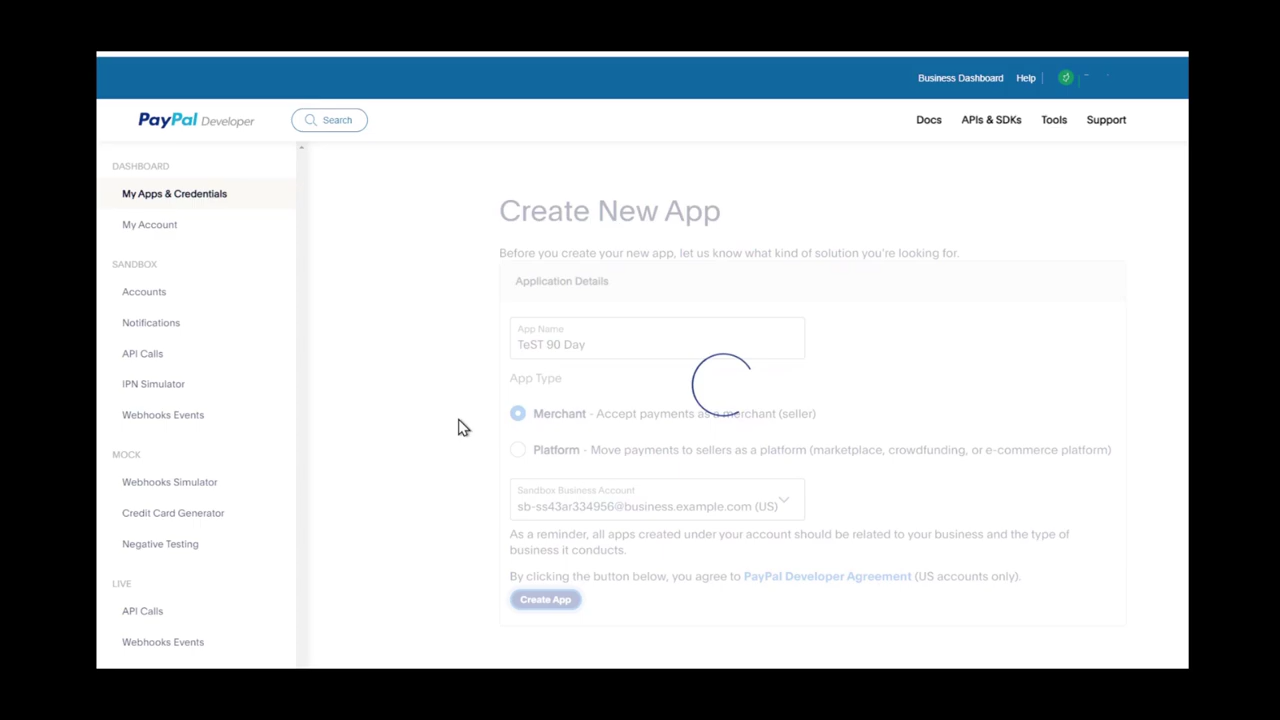 Business Dashboard Help
PayPal Developer
Search
Docs
APIs & SDKs
Tools
Support
DASHBOARD
My Apps & Credentials
My Account
SANDBOX
Accounts
Notifications
API Calls
IPN Simulator
Webhooks Events
MOCK
Webhooks Simulator
Credit Card Generator
Negative Testing
LIVE
API Calls
Webhooks Events
Create New App
Before you create your new app, let us know what kind of solution you're looking for.
Application Details
App Name
TeST 90 Day
App Type
Merchant - Accept payments as a merchant (seller)
Platform - Move payments to sellers as a platform (marketplace, crowdfunding, or e-commerce platform)
Sandbox Business Account
sb-ss43ar334956@business.example.com (US)
As a reminder, all apps created under your account should be related to your business and the type of
business it conducts.
By clicking the button below, you agree to PayPal Developer Agreement (US accounts only).
Create App